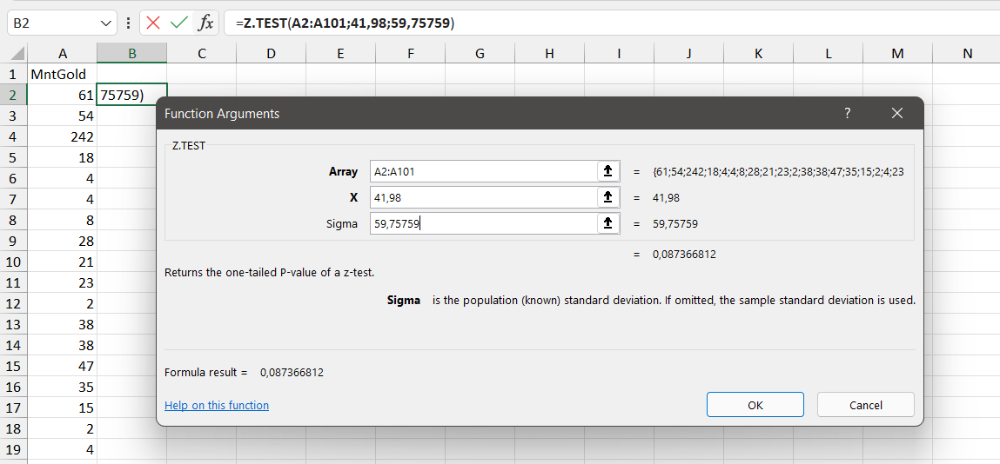 B2 fx =Z.TEST(A2:A101;41,98;59,75759)
A B C D E F G H I J K L M N
1 MntGold
2 61 75759)
Function Arguments ? 
3 54
4 242
Z.TEST
5 18
Array A2:A101 = {61;54;242;18;4;4;8;28;21;23;2;38;38;47;35;15;2;4;23
6 4
X 41,98 = 41,98
7 4
Sigma 59,75759 = 59,75759
8 8
9 28
= 0,087366812
10 21
Returns the one-tailed P-value of a z-test.
11 23
Sigma is the population (known) standard deviation. If omitted, the sample standard deviation is used.
12 2
13 38
14 38
15 47
Formula result = 0,087366812
16 35
Help on this function OK Cancel
17 15
18 2
19 4